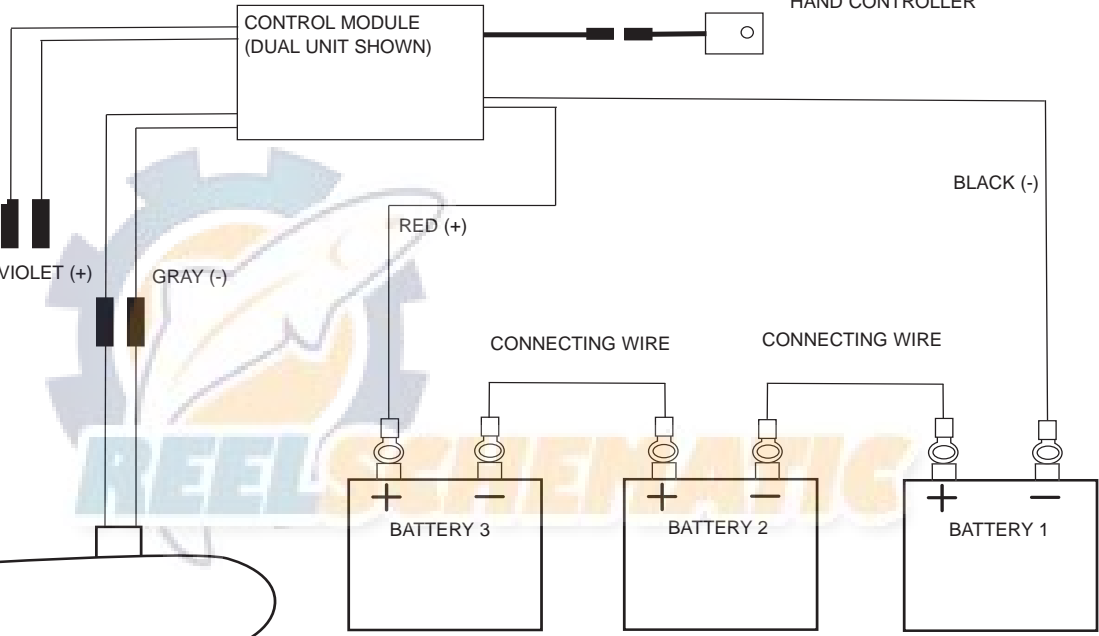 HAND CONTROLLER
CONTROL MODULE
(DUAL UNIT SHOWN)
BLACK (-)
RED (+)
VIOLET (+)
GRAY (-)
CONNECTING WIRE
CONNECTING WIRE
REELSCHEMATIC
+ −
+ −
+ −
BATTERY 3
BATTERY 2
BATTERY 1